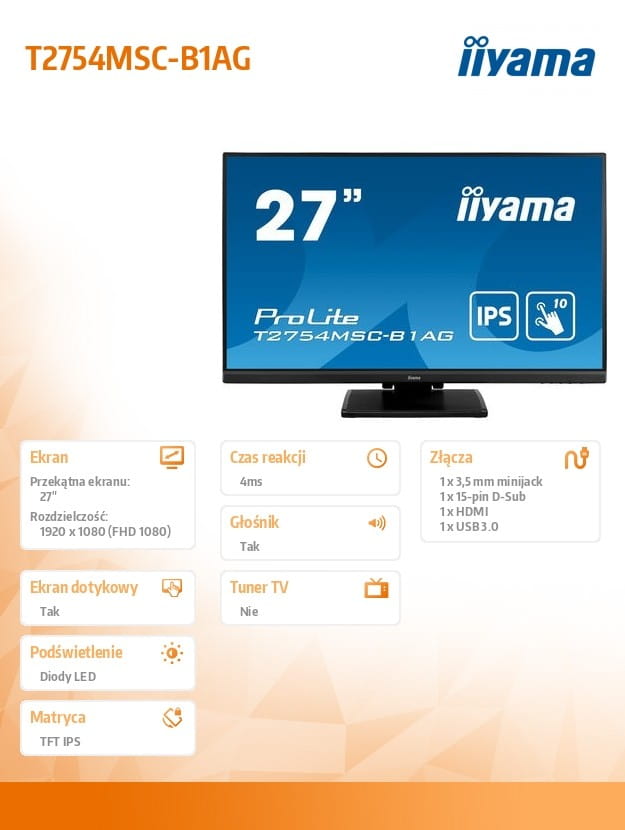 T2754MSC-B1AG
iiyama
27”
iiyama
ProLite
T2754MSC-B1AG
IPS
10
iiyama
Ekran
Przekątna ekranu:
27"
Rozdzielczość:
1920 x 1080 (FHD 1080)
Ekran dotykowy
Tak
Podświetlenie
Diody LED
Matryca
TFT IPS
Czas reakcji
4ms
Głośnik
Tak
Tuner TV
Nie
Złącza
1 x 3,5 mm minijack
1 x 15-pin D-Sub
1 x HDMI
1 x USB 3.0